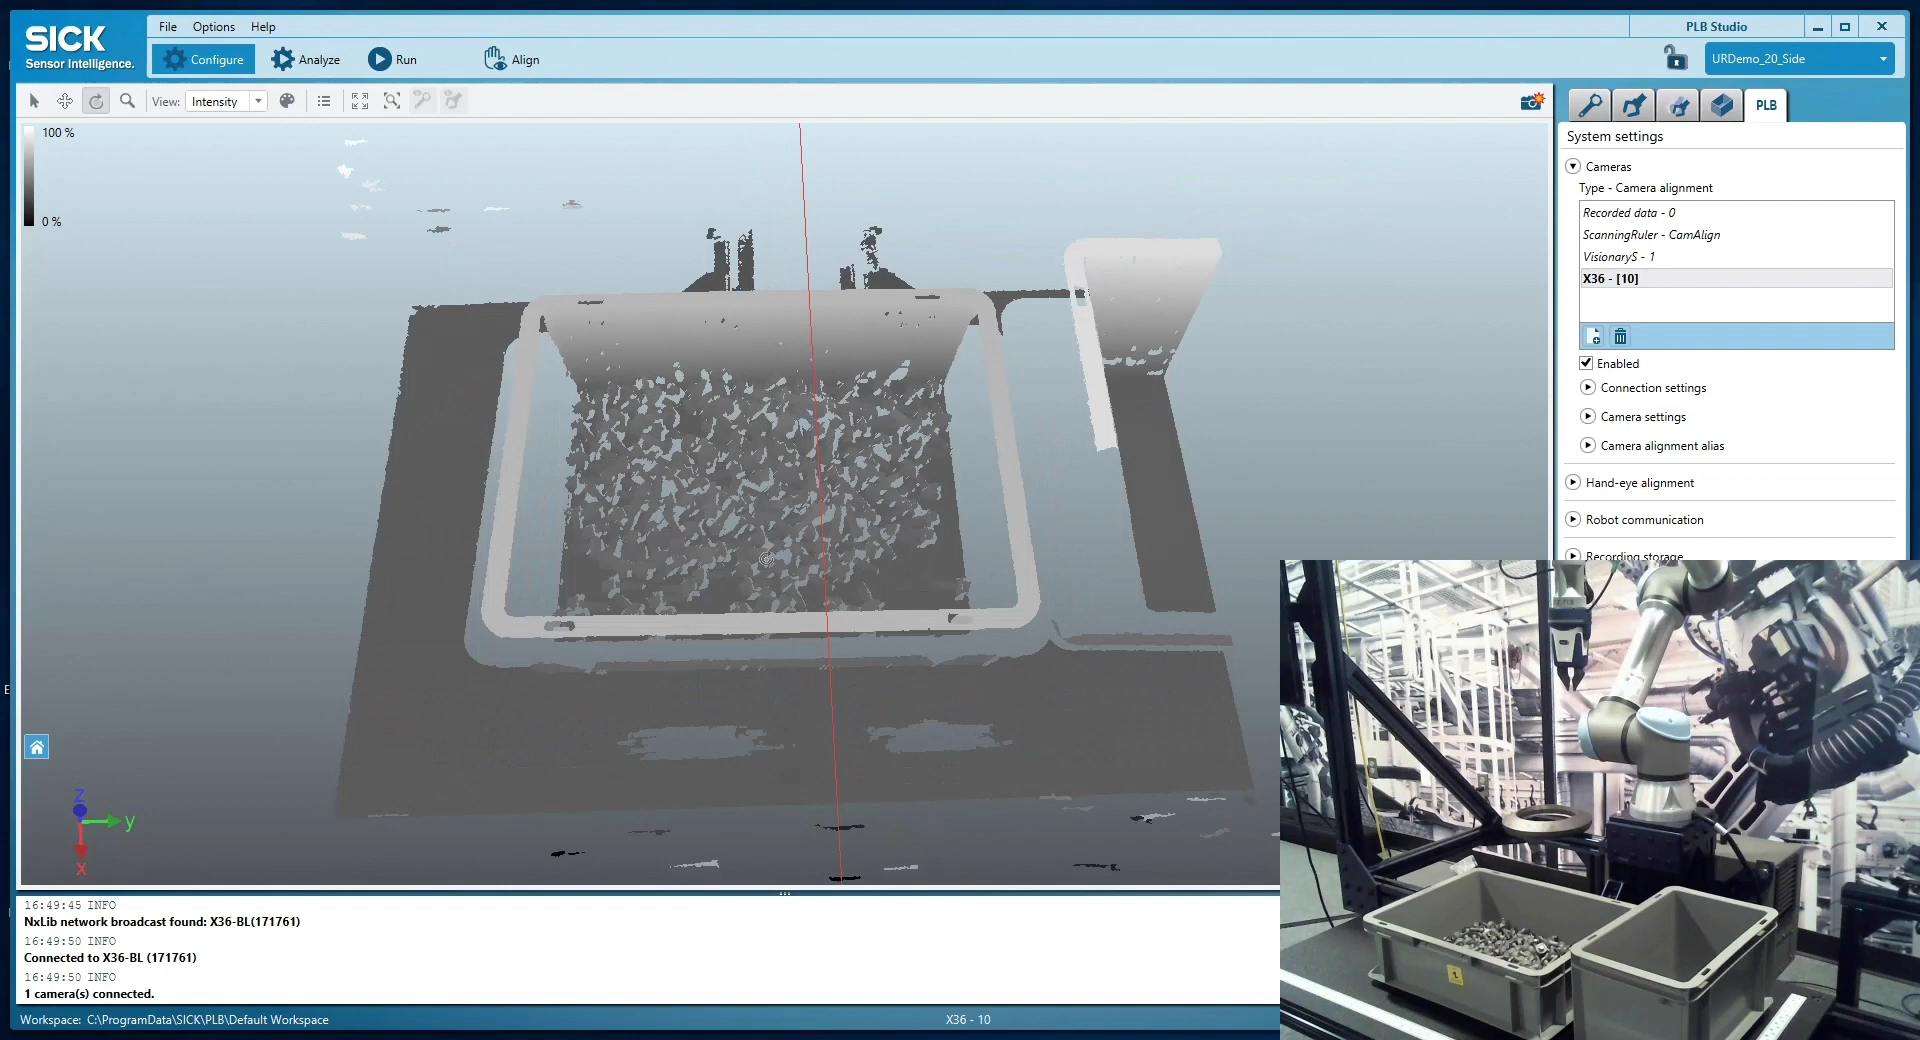 SICK
Sensor Intelligence.
File Options Help
PLB Studio
Configure Analyze Run Align
URDemo_20_Side
View: Intensity
PLB
100 %
0 %
System settings
Cameras
Type - Camera alignment
Recorded data - 0
ScanningRuler - CamAlign
VisionaryS - 1
X36 - [10]
Enabled
Connection settings
Camera settings
Camera alignment alias
Hand-eye alignment
Robot communication
Recording storage
z
y
x
16:49:45 INFO
NxLib network broadcast found: X36-BL(171761)
16:49:50 INFO
Connected to X36-BL (171761)
16:49:50 INFO
1 camera(s) connected.
Workspace: C:\ProgramData\SICK\PLB\Default Workspace
X36 - 10
1